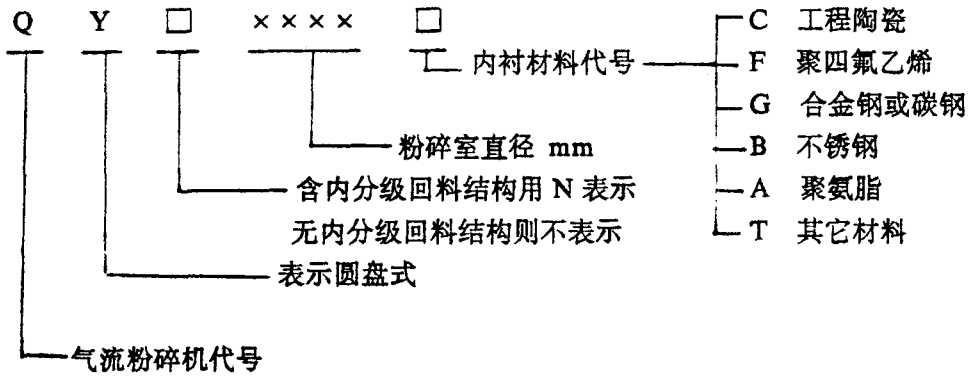 Q Y □ ×××× □
C 工程陶瓷
内衬材料代号
F 聚四氟乙烯
G 合金钢或碳钢
粉碎室直径 mm
B 不锈钢
含内分级回料结构用 N 表示
A 聚氨脂
无内分级回料结构则不表示
T 其它材料
表示圆盘式
气流粉碎机代号